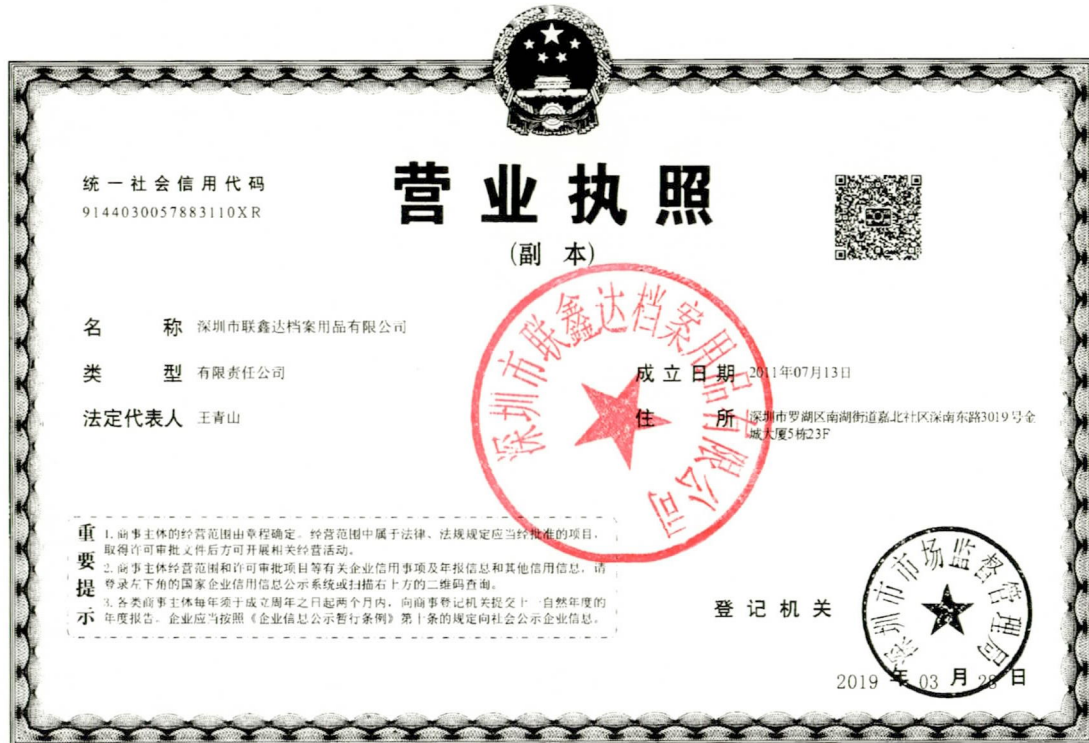 营业执照
(副 本)
统一社会信用代码
9144030057883110XR
名 称 深圳市联鑫达档案用品有限公司
类 型 有限责任公司
法定代表人 王青山
成立日期 2011年07月13日
住 所 深圳市罗湖区南湖街道嘉北社区深南东路3019号金
城大厦5栋23F
深圳市联鑫达档案用品有限公司
重要提示
1.商事主体的经营范围由章程确定。经营范围中属于法律、法规规定应当经批准的项目,
取得许可审批文件后方可开展相关经营活动。
2.商事主体经营范围和许可审批项目等有关企业信用事项及年报信息和其他信用信息,请
登录左下角的国家企业信用信息公示系统或扫描右上方的二维码查询。
3.各类商事主体每年须于成立周年之日起两个月内,向商事登记机关提交上一自然年度的
年度报告。企业应当按照《企业信息公示暂行条例》第十条的规定向社会公示企业信息。
登记机关
深圳市市场监督管理局
2019 年 03 月 28 日